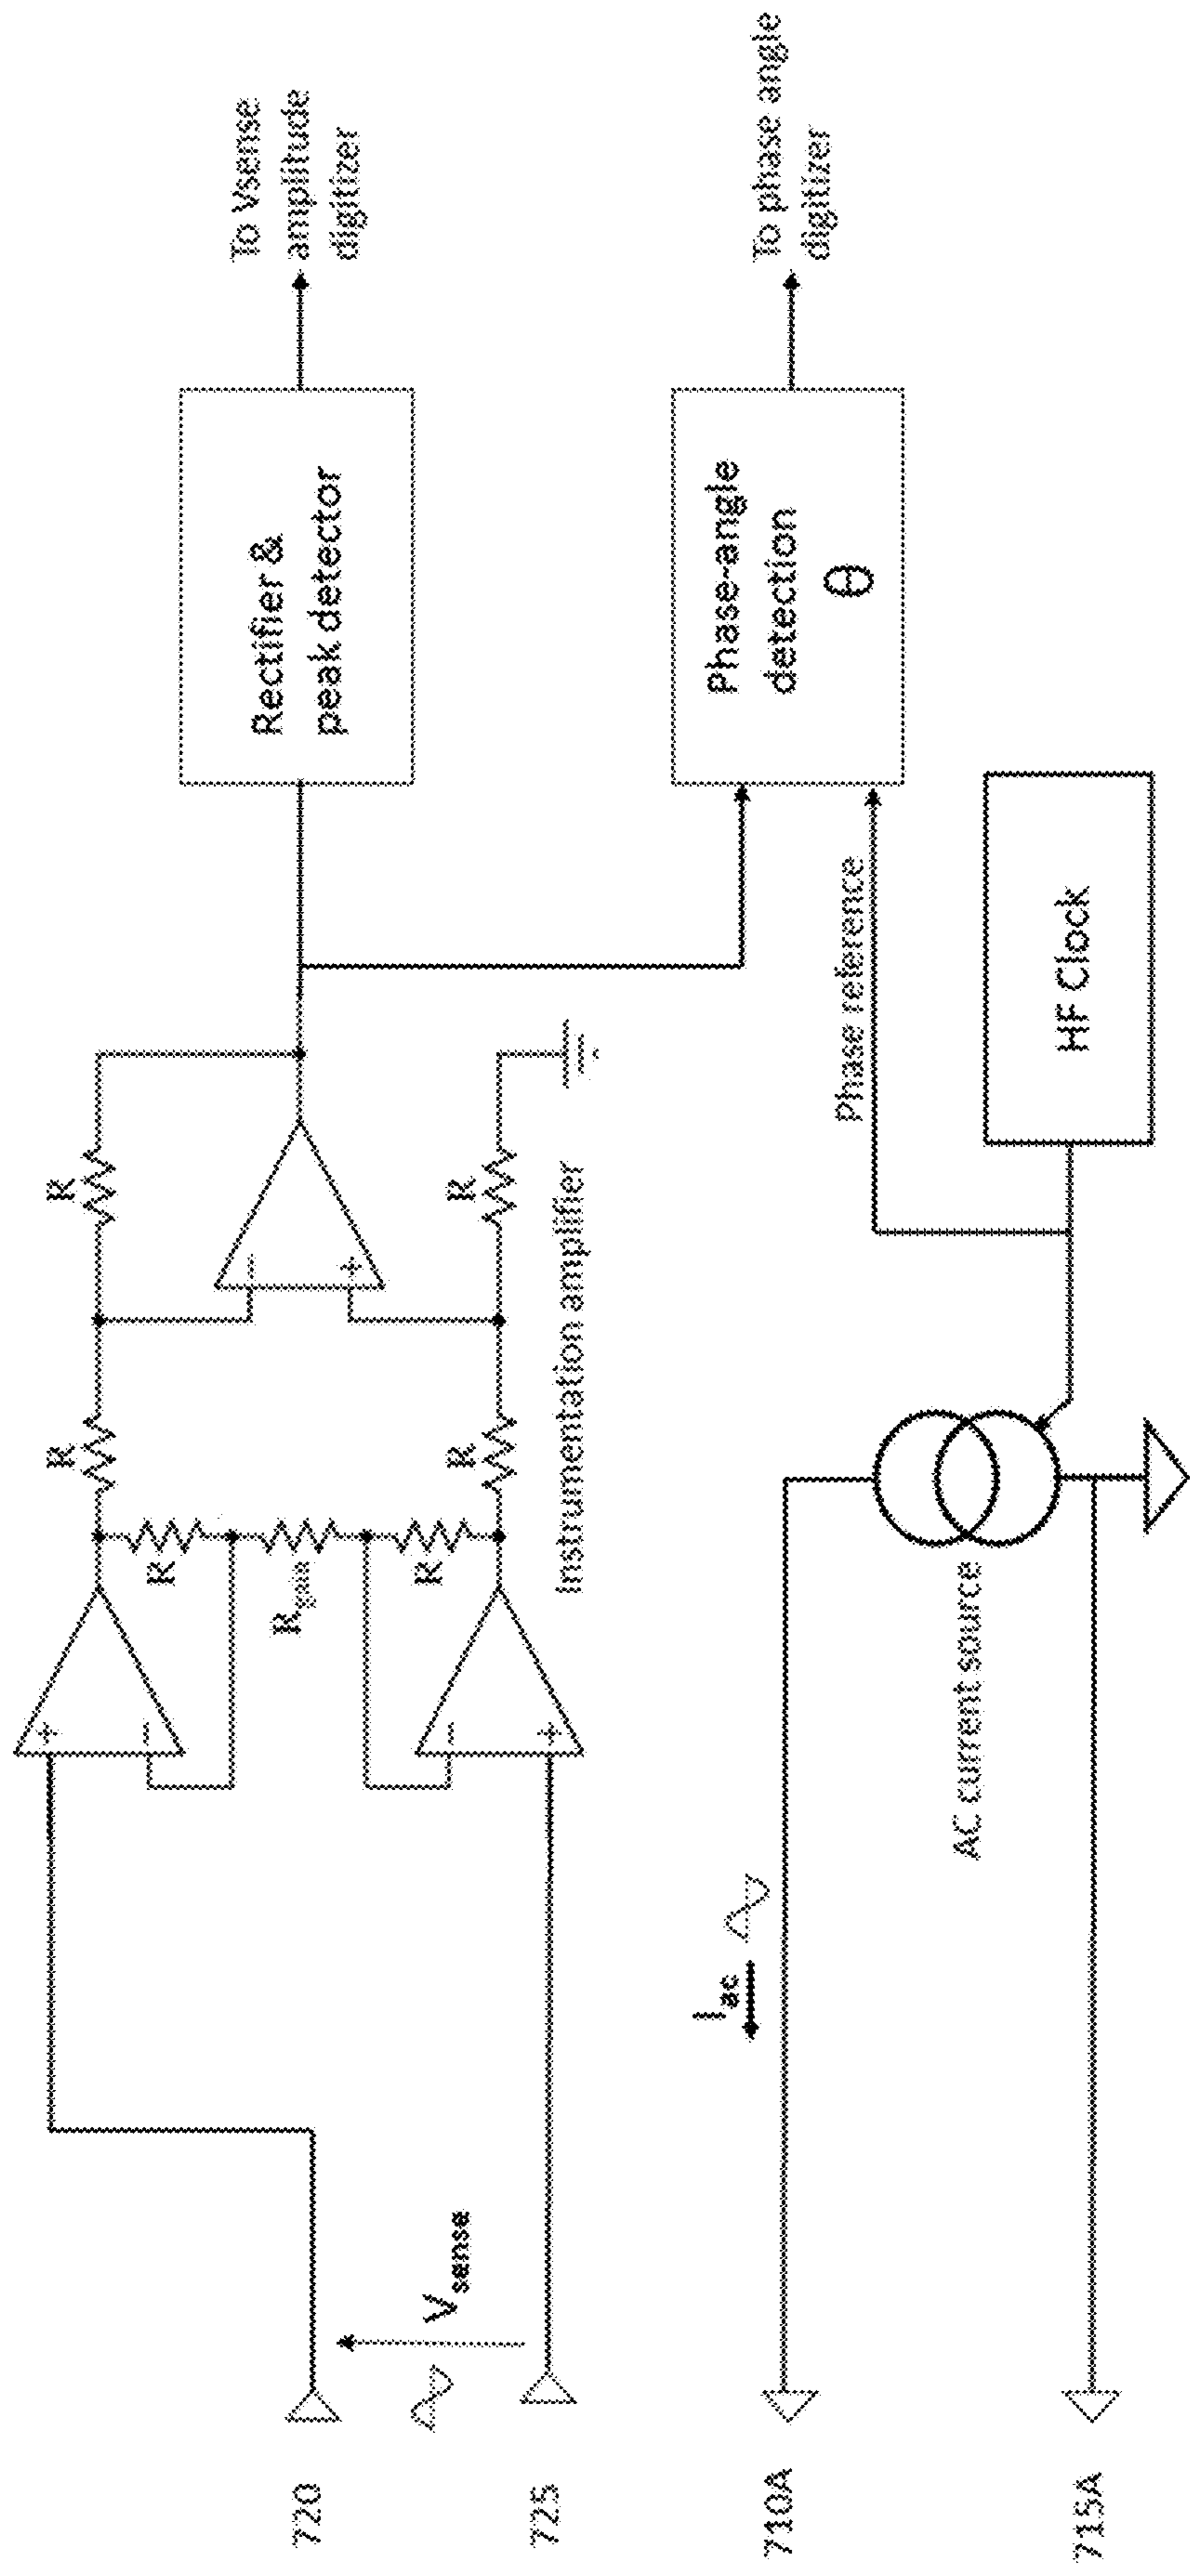 720
725
710A
715A
Vsense
Iac
+
−
−
+
R
Rgain
R
R
R
R
R
−
+
Instrumentation amplifier
AC current source
Phase reference
HF Clock
Rectifier &
peak detector
Phase-angle
detection
θ
To Vsense
amplitude
digitizer
To phase angle
digitizer